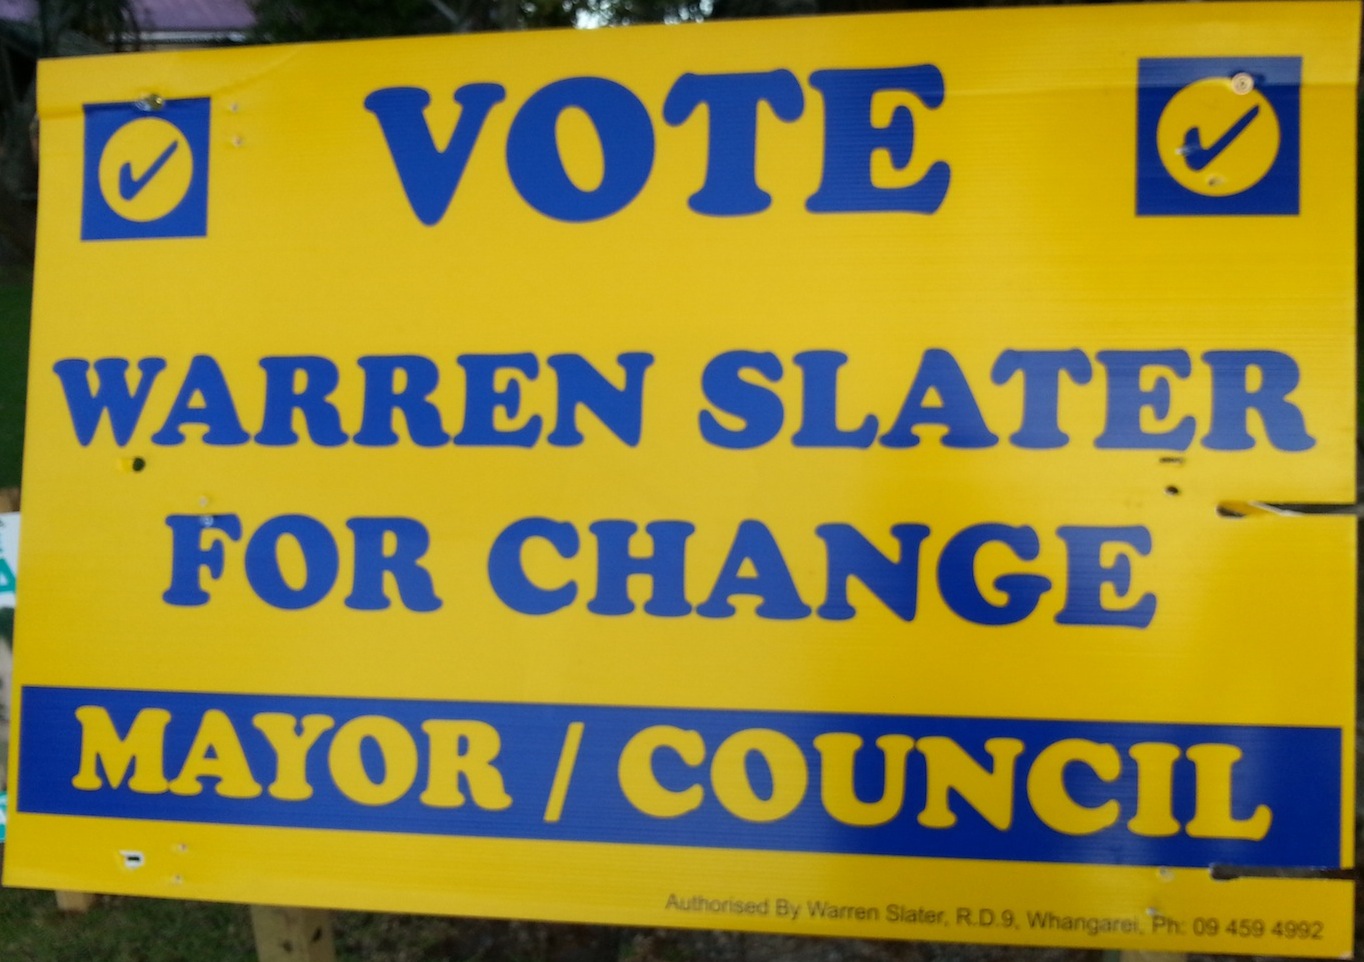 VOTE
WARREN SLATER
FOR CHANGE
MAYOR / COUNCIL
Authorised By Warren Slater, R.D.9, Whangarei, Ph: 09 459 4992